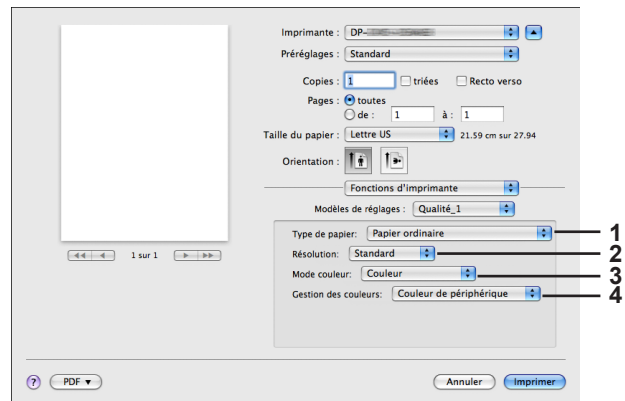 Imprimante : DP-
Préréglages : Standard
Copies : 1 triées Recto verso
Pages : toutes
de : 1 à : 1
Taille du papier : Lettre US 21.59 cm sur 27.94
Orientation :
Fonctions d'imprimante
Modèles de réglages : Qualité_1
Type de papier: Papier ordinaire 1
Résolution: Standard 2
Mode couleur: Couleur 3
Gestion des couleurs: Couleur de périphérique 4
1 sur 1
? PDF ▼ Annuler Imprimer